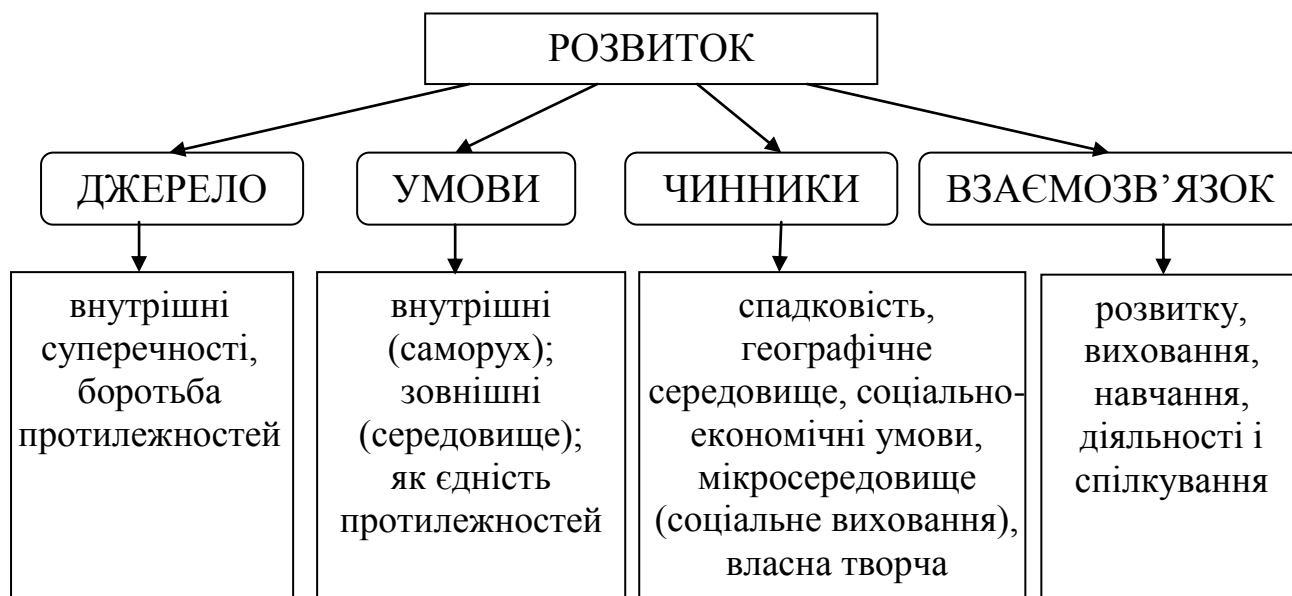 РОЗВИТОК
ДЖЕРЕЛО
УМОВИ
ЧИННИКИ
ВЗАЄМОЗВ’ЯЗОК
внутрішні
суперечності,
боротьба
протилежностей
внутрішні
(саморух);
зовнішні
(середовище);
як єдність
протилежностей
спадковість,
географічне
середовище, соціально-
економічні умови,
мікросередовище
(соціальне виховання),
власна творча
розвитку,
виховання,
навчання,
діяльності і
спілкування